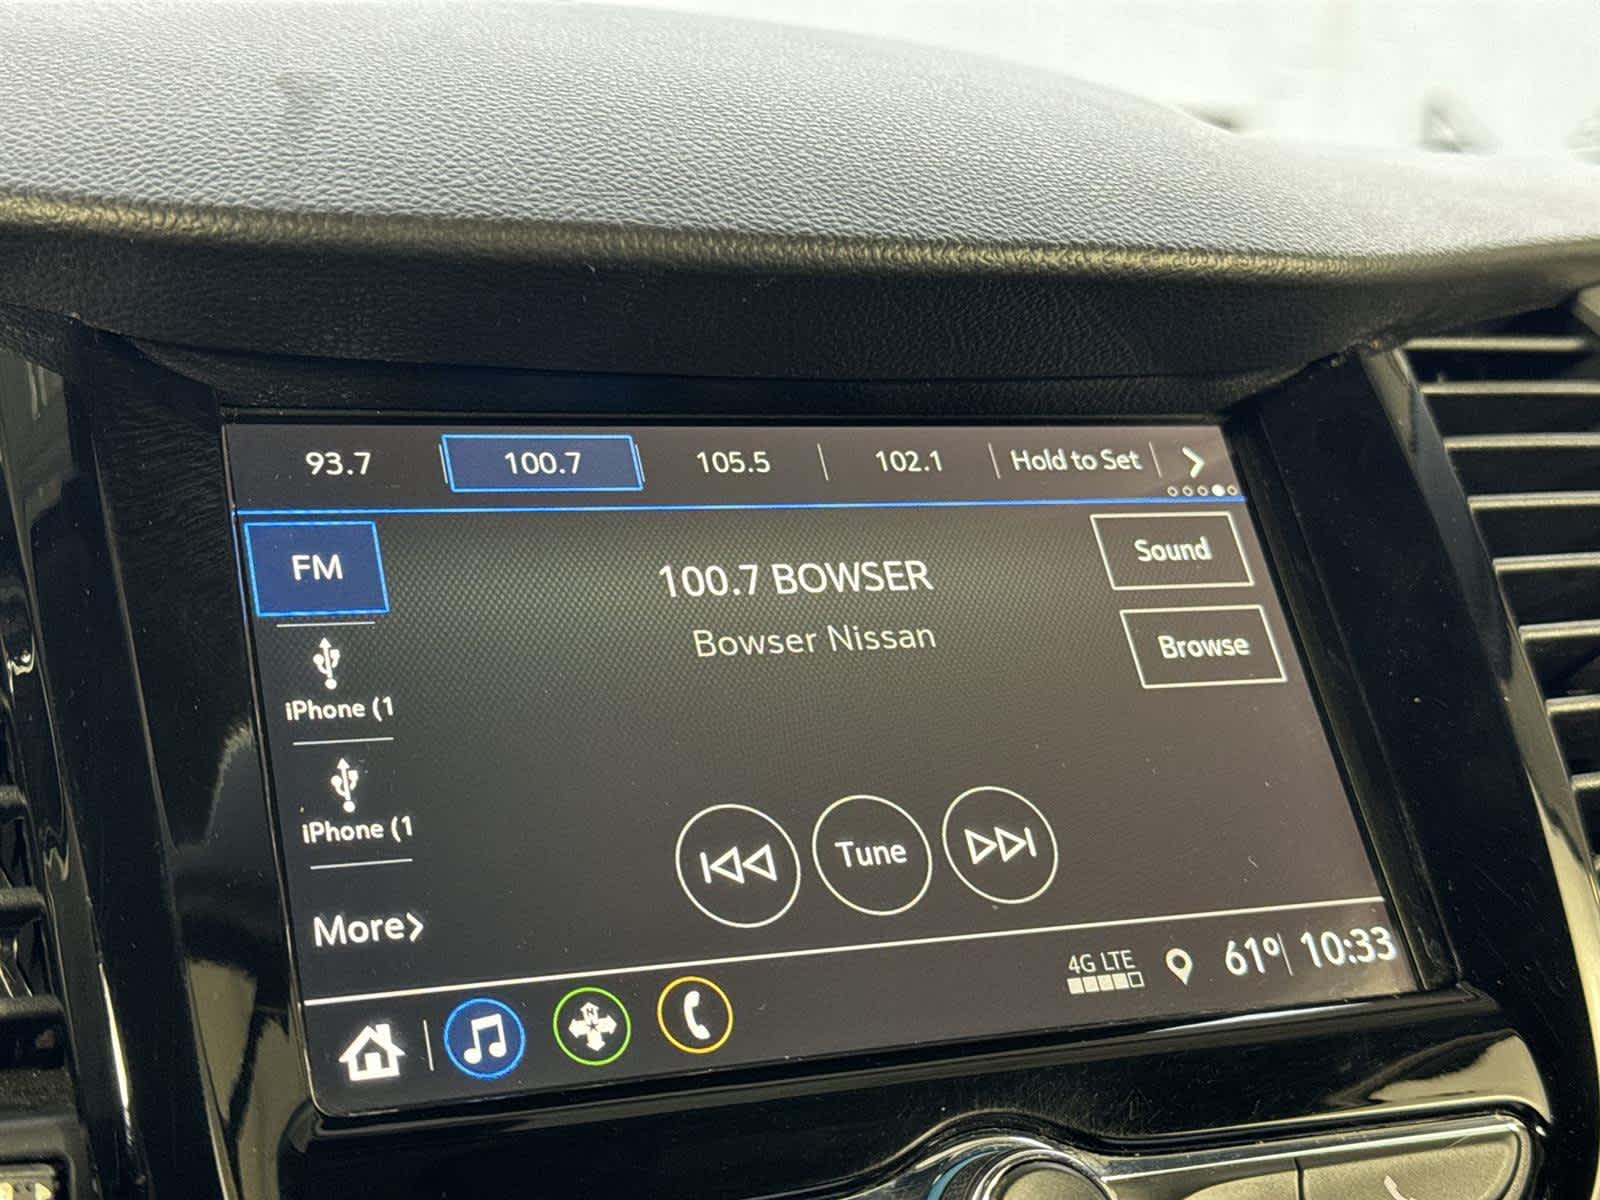 93.7 100.7 105.5 102.1 Hold to Set
FM
100.7 BOWSER
Bowser Nissan
Sound
Browse
iPhone (1
iPhone (1
More
Tune
4G LTE
61° 10:33
N